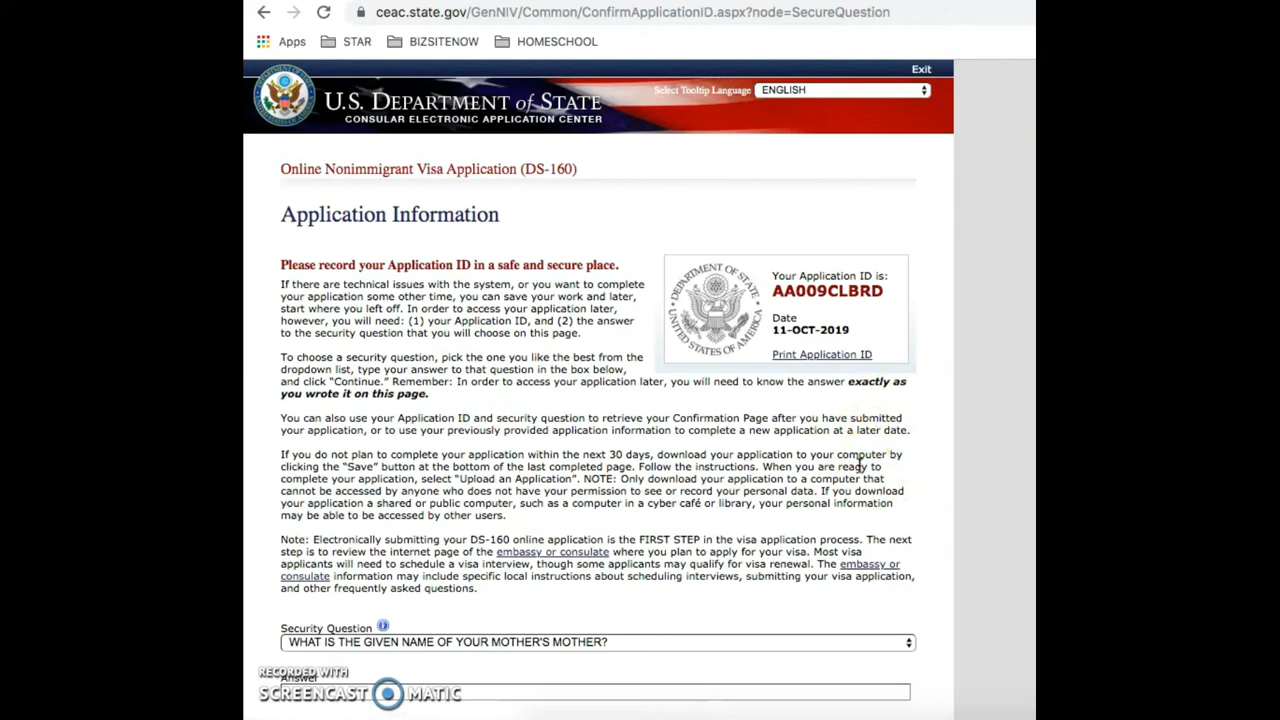 ceac.state.gov/GenNIV/Common/ConfirmApplicationID.aspx?node=SecureQuestion
Apps STAR BIZSITENOW HOMESCHOOL
Exit
Select Tooltip Language ENGLISH
U.S. DEPARTMENT of STATE
CONSULAR ELECTRONIC APPLICATION CENTER
Online Nonimmigrant Visa Application (DS-160)
Application Information
Please record your Application ID in a safe and secure place.
If there are technical issues with the system, or you want to complete
your application some other time, you can save your work and later,
start where you left off. In order to access your application later,
however, you will need: (1) your Application ID, and (2) the answer
to the security question that you will choose on this page.
DEPARTMENT OF STATE
UNITED STATES OF AMERICA
Your Application ID is:
AA009CLBRD
Date
11-OCT-2019
Print Application ID
To choose a security question, pick the one you like the best from the
dropdown list, type your answer to that question in the box below,
and click "Continue." Remember: In order to access your application later, you will need to know the answer exactly as
you wrote it on this page.
You can also use your Application ID and security question to retrieve your Confirmation Page after you have submitted
your application, or to use your previously provided application information to complete a new application at a later date.
If you do not plan to complete your application within the next 30 days, download your application to your computer by
clicking the "Save" button at the bottom of the last completed page. Follow the instructions. When you are ready to
complete your application, select "Upload an Application". NOTE: Only download your application to a computer that
cannot be accessed by anyone who does not have your permission to see or record your personal data. If you download
your application a shared or public computer, such as a computer in a cyber café or library, your personal information
may be able to be accessed by other users.
Note: Electronically submitting your DS-160 online application is the FIRST STEP in the visa application process. The next
step is to review the internet page of the embassy or consulate where you plan to apply for your visa. Most visa
applicants will need to schedule a visa interview, though some applicants may qualify for visa renewal. The embassy or
consulate information may include specific local instructions about scheduling interviews, submitting your visa application,
and other frequently asked questions.
Security Question
WHAT IS THE GIVEN NAME OF YOUR MOTHER'S MOTHER?
RECORDED WITH
Answer
SCREENCAST MATIC